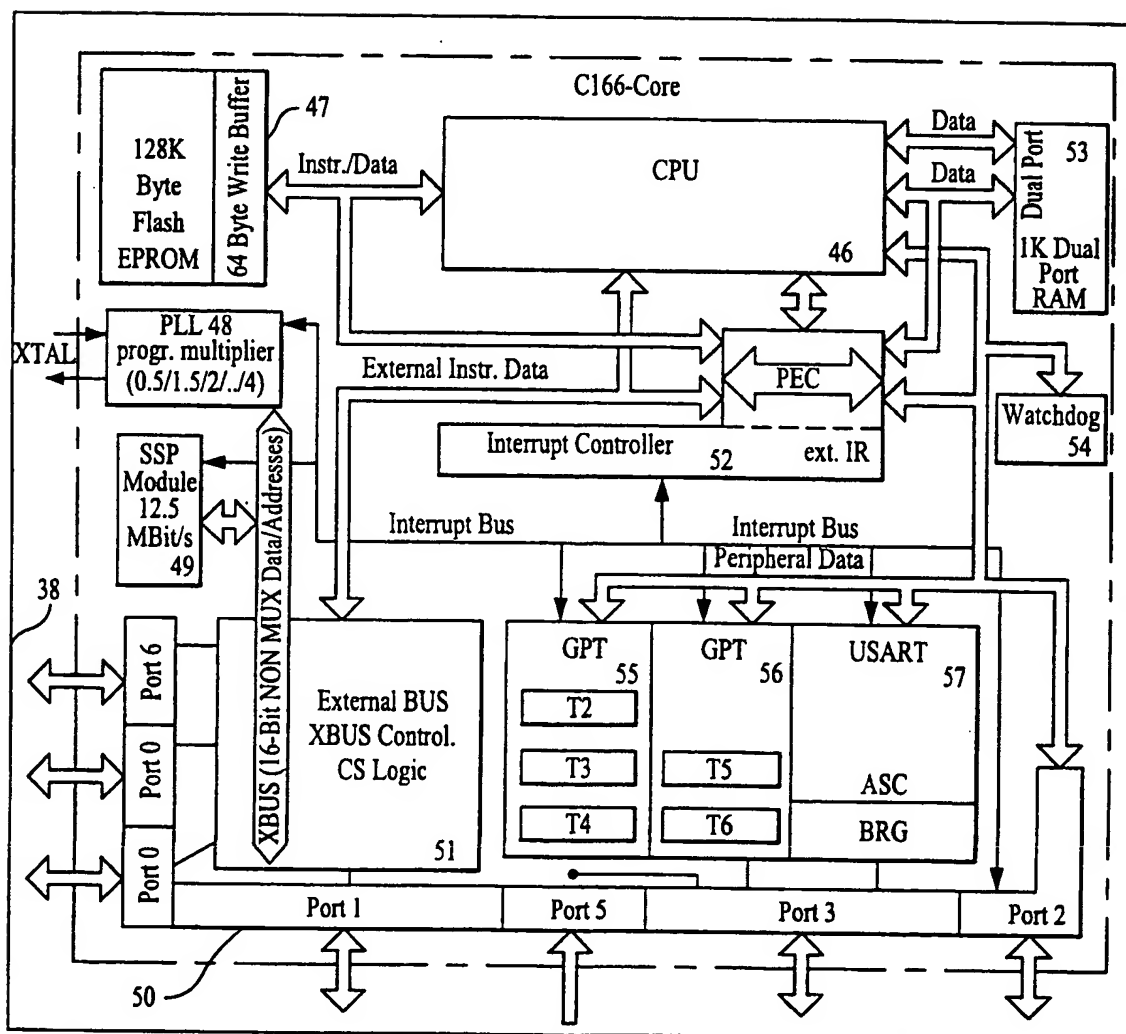 C166-Core
128K
Byte
Flash
EPROM
64 Byte Write Buffer
47
Instr./Data
CPU
46
Data
Data
Dual Port
53
1K Dual
Port
RAM
XTAL
PLL 48
progr. multiplier
(0.5/1.5/2/../4)
External Instr. Data
PEC
Interrupt Controller
52
ext. IR
Watchdog
54
SSP
Module
12.5
MBit/s
49
XBUS (16-Bit NON MUX Data/Addresses)
Interrupt Bus
Interrupt Bus
Peripheral Data
38
Port 6
Port 0
Port 0
External BUS
XBUS Control.
CS Logic
51
GPT
55
T2
T3
T4
GPT
56
T5
T6
USART
57
ASC
BRG
Port 1
Port 5
Port 3
Port 2
50